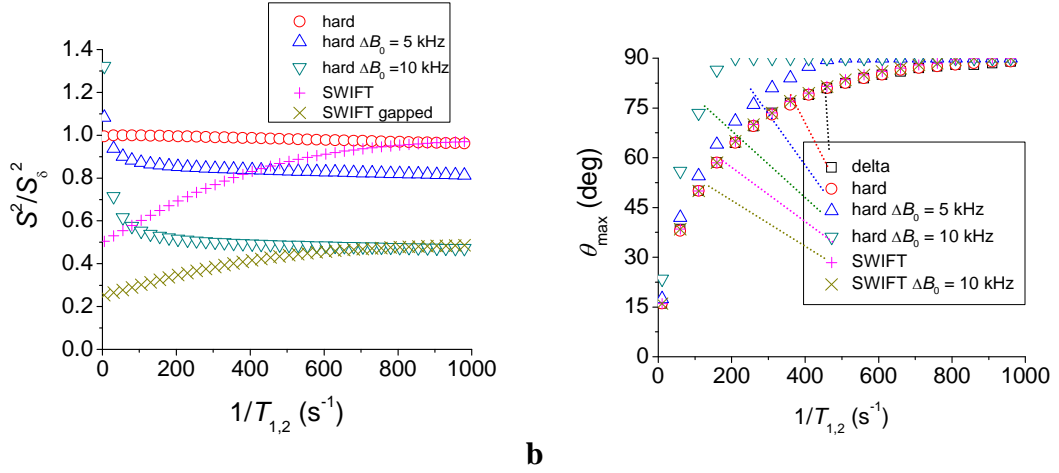 hard
hard ΔB₀ = 5 kHz
hard ΔB₀ =10 kHz
SWIFT
SWIFT gapped
1.4
1.2
1.0
0.8
0.6
0.4
0.2
0.0
S²/S²δ
0 200 400 600 800 1000
1/T₁,₂ (s⁻¹)
90
75
60
45
30
15
0
θmax (deg)
delta
hard
hard ΔB₀ = 5 kHz
hard ΔB₀ = 10 kHz
SWIFT
SWIFT ΔB₀ = 10 kHz
0 200 400 600 800 1000
1/T₁,₂ (s⁻¹)
b